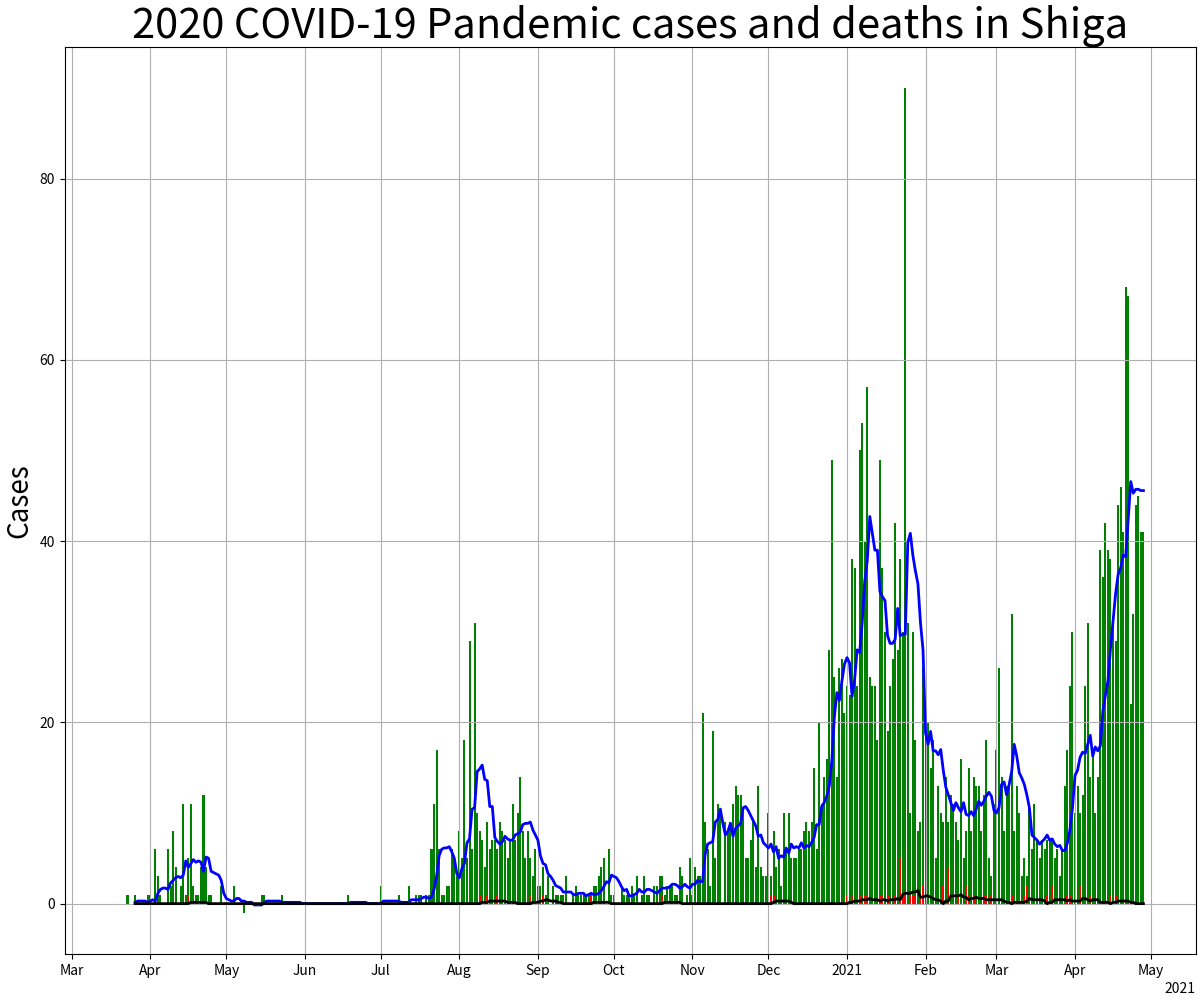 2020 COVID-19 Pandemic cases and deaths in Shiga
Cases
80
60
40
20
0
Mar Apr May Jun Jul Aug Sep Oct Nov Dec 2021 Feb Mar Apr May
2021